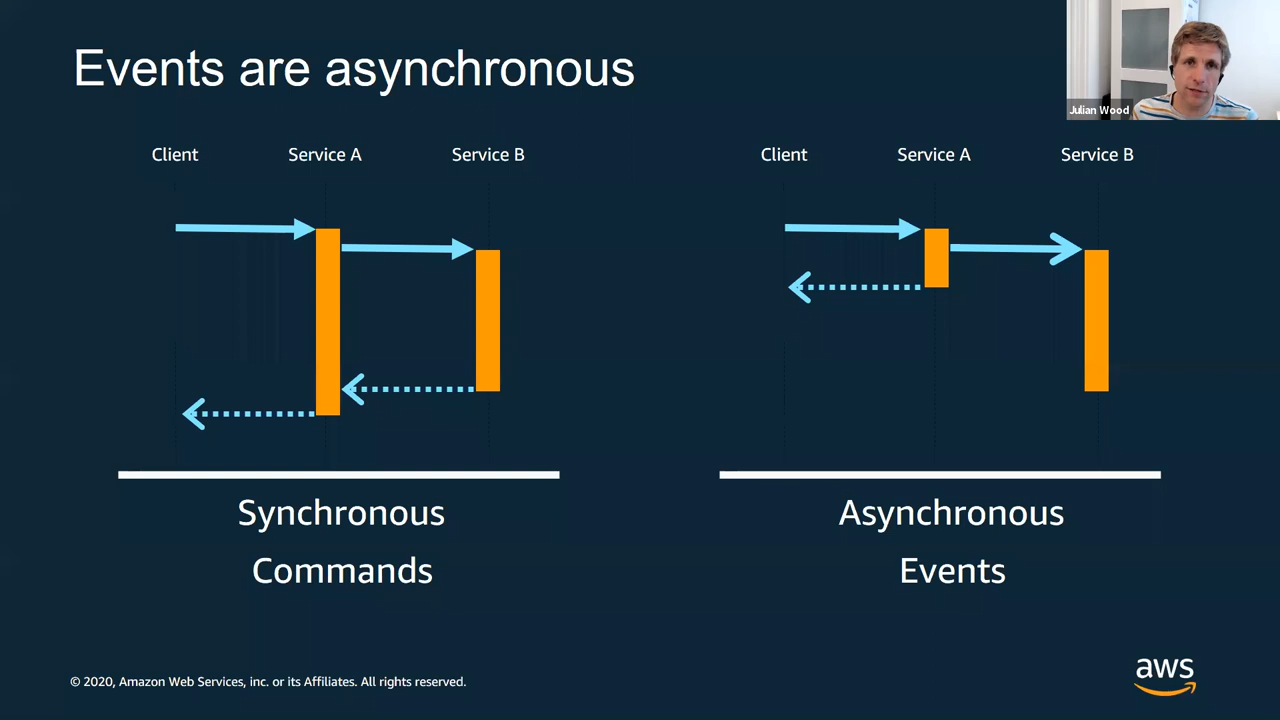 Events are asynchronous
Julian Wood
Client Service A Service B
Client Service A Service B
Synchronous
Commands
Asynchronous
Events
© 2020, Amazon Web Services, inc. or its Affiliates. All rights reserved.
aws